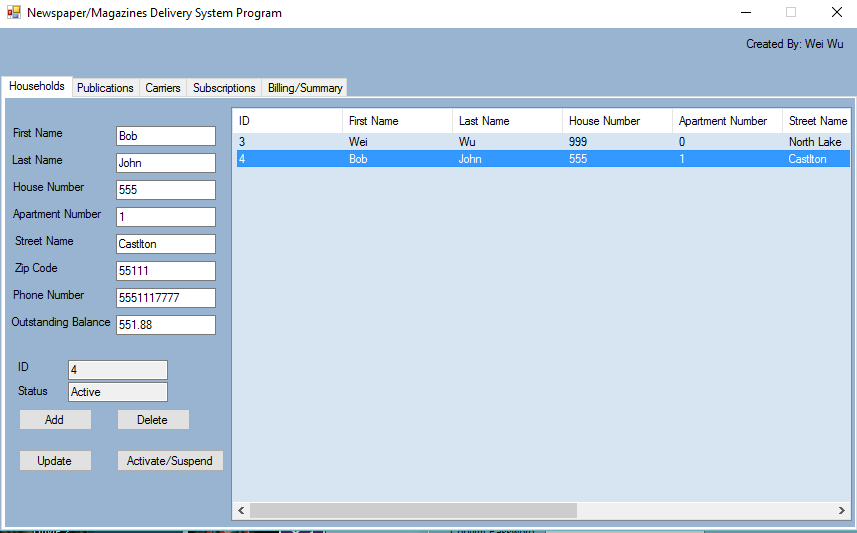 Newspaper/Magazines Delivery System Program
Created By: Wei Wu
Households Publications Carriers Subscriptions Billing/Summary
First Name Bob
Last Name John
House Number 555
Apartment Number 1
Street Name Castlton
Zip Code 55111
Phone Number 5551117777
Outstanding Balance 551.88
ID 4
Status Active
Add Delete
Update Activate/Suspend
ID First Name Last Name House Number Apartment Number Street Name
3 Wei Wu 999 0 North Lake
4 Bob John 555 1 Castlton